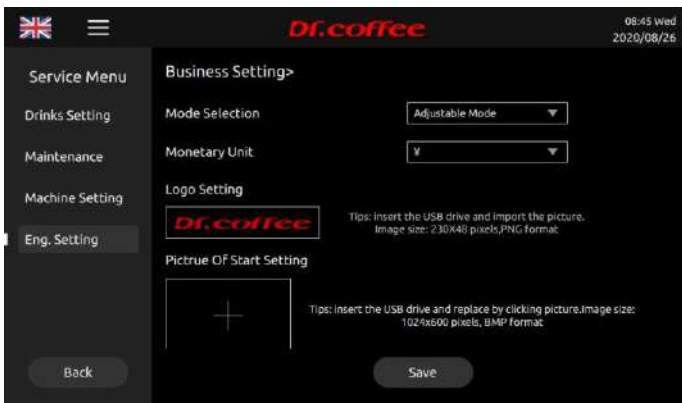 Dr.coffee
08:45 Wed
2020/08/26
Service Menu
Drinks Setting
Maintenance
Machine Setting
Eng. Setting
Back
Business Setting>
Mode Selection
Adjustable Mode
Monetary Unit
¥
Logo Setting
Dr.coffee
Tips: insert the USB drive and import the picture.
Image size: 230X48 pixels,PNG format
Pictrue Of Start Setting
Tips: insert the USB drive and replace by clicking picture.Image size:
1024x600 pixels, BMP format
Save